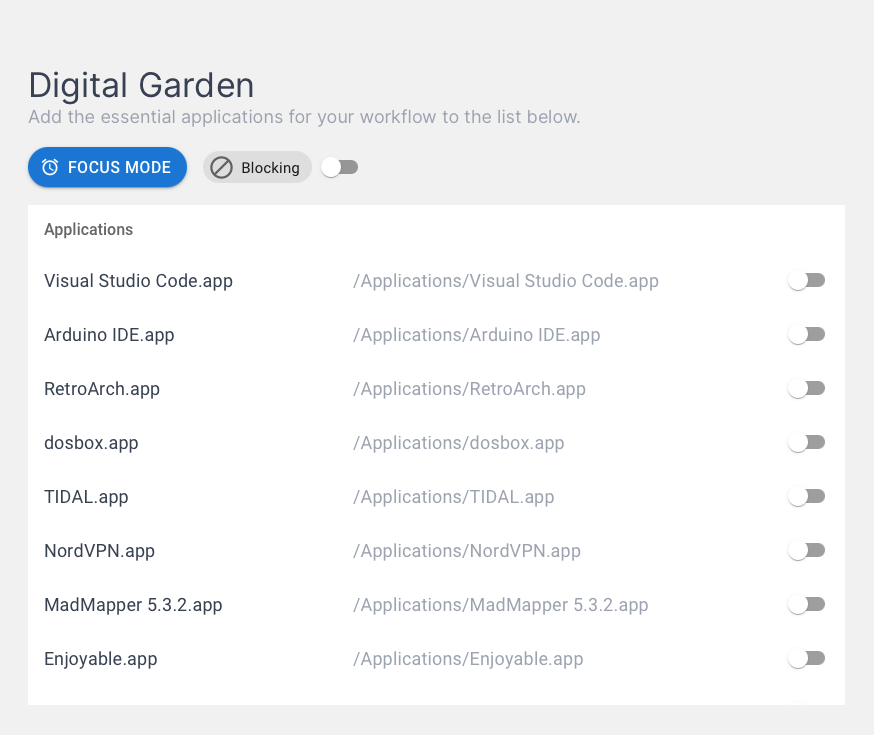 Digital Garden
Add the essential applications for your workflow to the list below.
FOCUS MODE Blocking
Applications
Visual Studio Code.app /Applications/Visual Studio Code.app
Arduino IDE.app /Applications/Arduino IDE.app
RetroArch.app /Applications/RetroArch.app
dosbox.app /Applications/dosbox.app
TIDAL.app /Applications/TIDAL.app
NordVPN.app /Applications/NordVPN.app
MadMapper 5.3.2.app /Applications/MadMapper 5.3.2.app
Enjoyable.app /Applications/Enjoyable.app